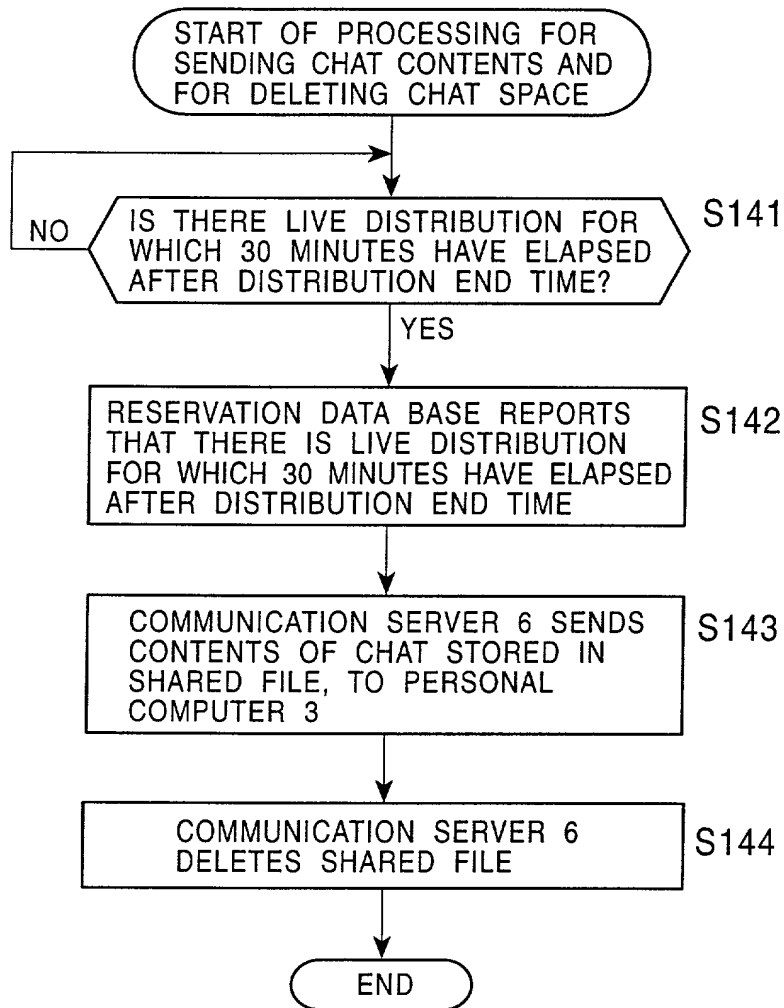 START OF PROCESSING FOR
SENDING CHAT CONTENTS AND
FOR DELETING CHAT SPACE
S141
IS THERE LIVE DISTRIBUTION FOR
WHICH 30 MINUTES HAVE ELAPSED
AFTER DISTRIBUTION END TIME?
NO
YES
S142
RESERVATION DATA BASE REPORTS
THAT THERE IS LIVE DISTRIBUTION
FOR WHICH 30 MINUTES HAVE ELAPSED
AFTER DISTRIBUTION END TIME
S143
COMMUNICATION SERVER 6 SENDS
CONTENTS OF CHAT STORED IN
SHARED FILE, TO PERSONAL
COMPUTER 3
S144
COMMUNICATION SERVER 6
DELETES SHARED FILE
END